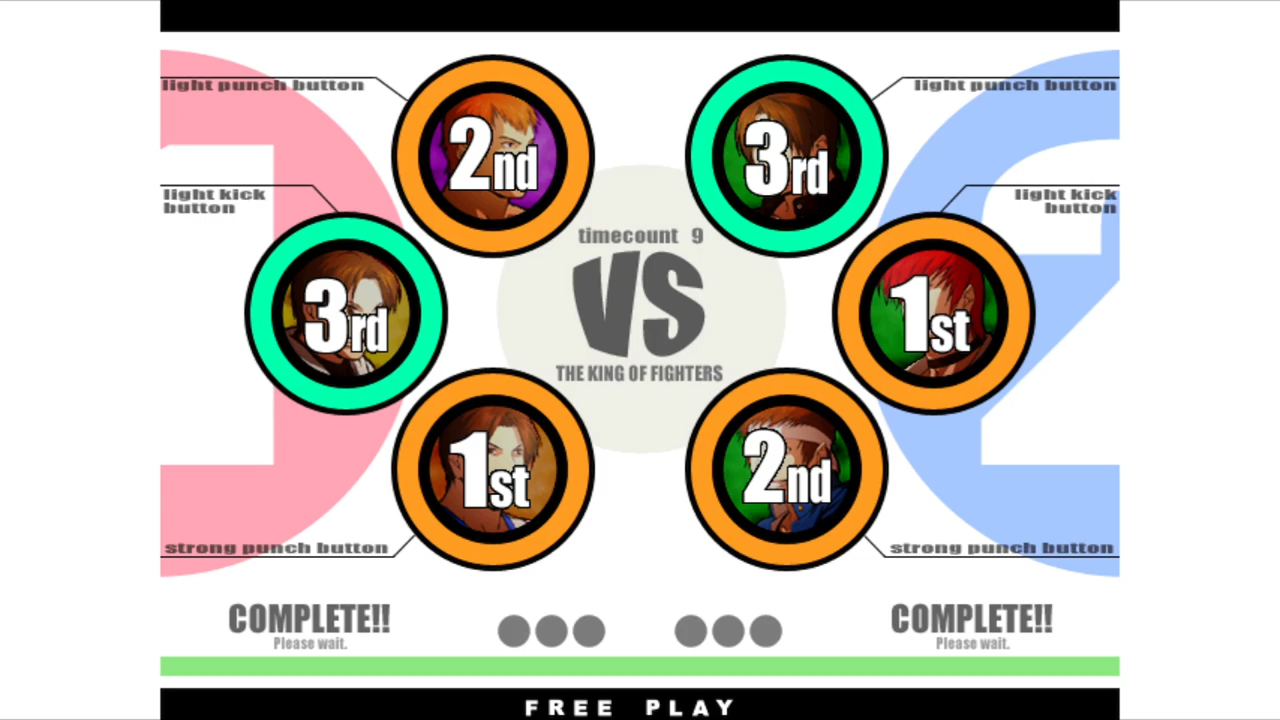 light punch button
light punch button
2nd
3rd
light kick
button
light kick
button
timecount 9
VS
THE KING OF FIGHTERS
3rd
1st
1st
2nd
strong punch button
strong punch button
COMPLETE!!
Please wait.
COMPLETE!!
Please wait.
FREE PLAY
1
2